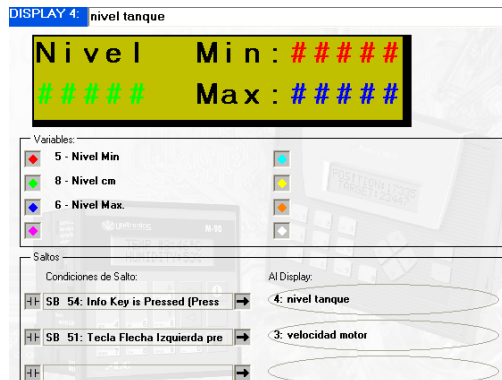 DISPLAY 4: nivel tanque
Nivel Min:#####
##### Max:#####
Variables:
5 - Nivel Min
8 - Nivel cm
6 - Nivel Max.
Saltos
Condiciones de Salto: Al Display:
SB 54: Info Key is Pressed (Press 4: nivel tanque
SB 51: Tecla Flecha Izquierda pre 3: velocidad motor